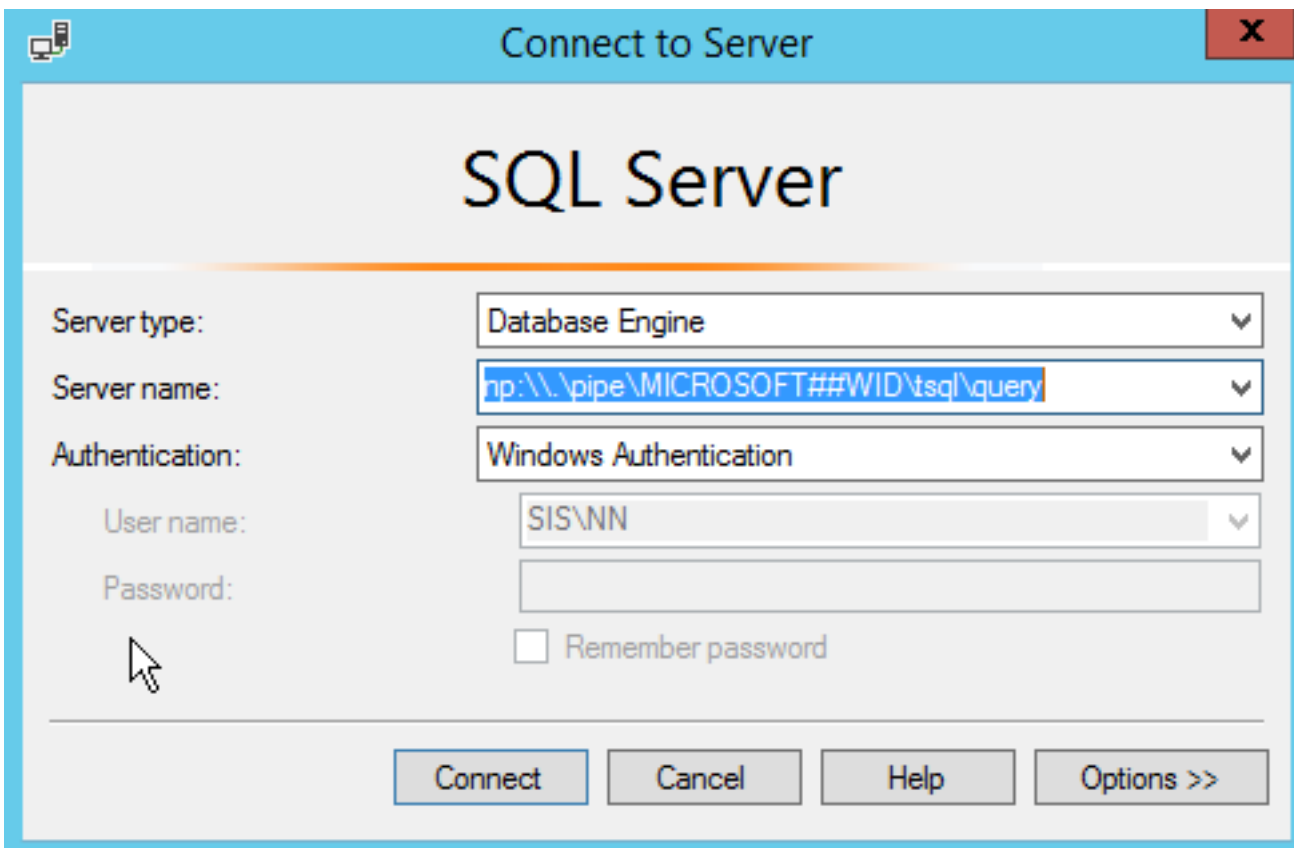 Connect to Server
x
SQL Server
Server type: Database Engine
Server name: np:\\.\pipe\MICROSOFT##WID\tsql\query
Authentication: Windows Authentication
User name: SIS\NN
Password:
Remember password
Connect Cancel Help Options >>